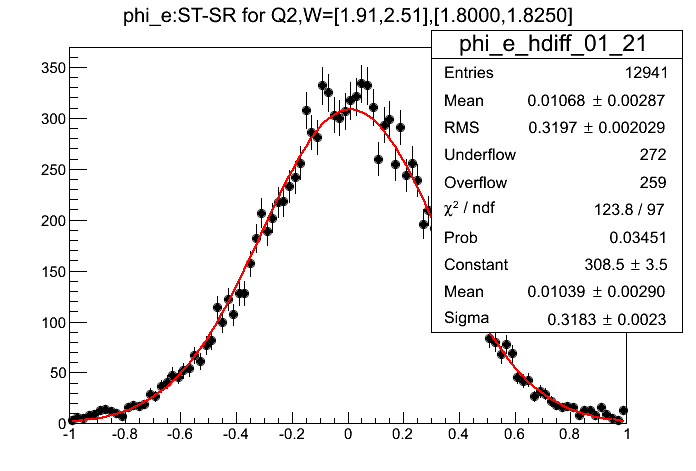 phi_e:ST-SR for Q2,W=[1.91,2.51],[1.8000,1.8250]
phi_e_hdiff_01_21
Entries 12941
Mean 0.01068 ± 0.00287
RMS 0.3197 ± 0.002029
Underflow 272
Overflow 259
χ² / ndf 123.8 / 97
Prob 0.03451
Constant 308.5 ± 3.5
Mean 0.01039 ± 0.00290
Sigma 0.3183 ± 0.0023
350
300
250
200
150
100
50
0
-1 -0.8 -0.6 -0.4 -0.2 0 0.2 0.4 0.6 0.8 1